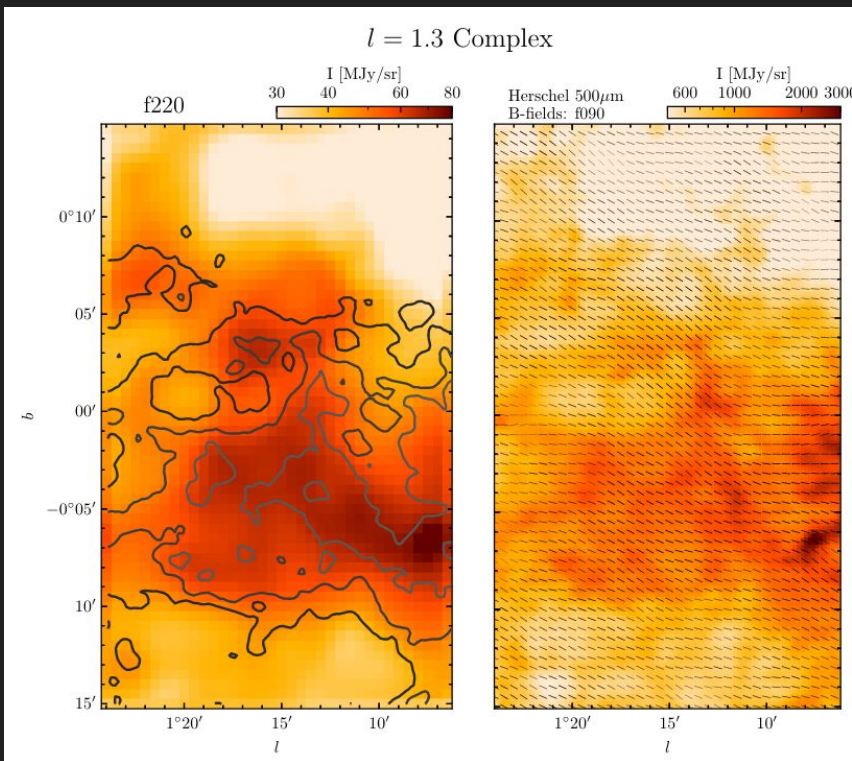 l = 1.3 Complex
f220
I [MJy/sr]
30 40 60 80
Herschel 500μm
B-fields: f090
I [MJy/sr]
600 1000 2000 3000
0°10′
05′
00′
−0°05′
10′
15′
b
1°20′ 15′ 10′
l
1°20′ 15′ 10′
l